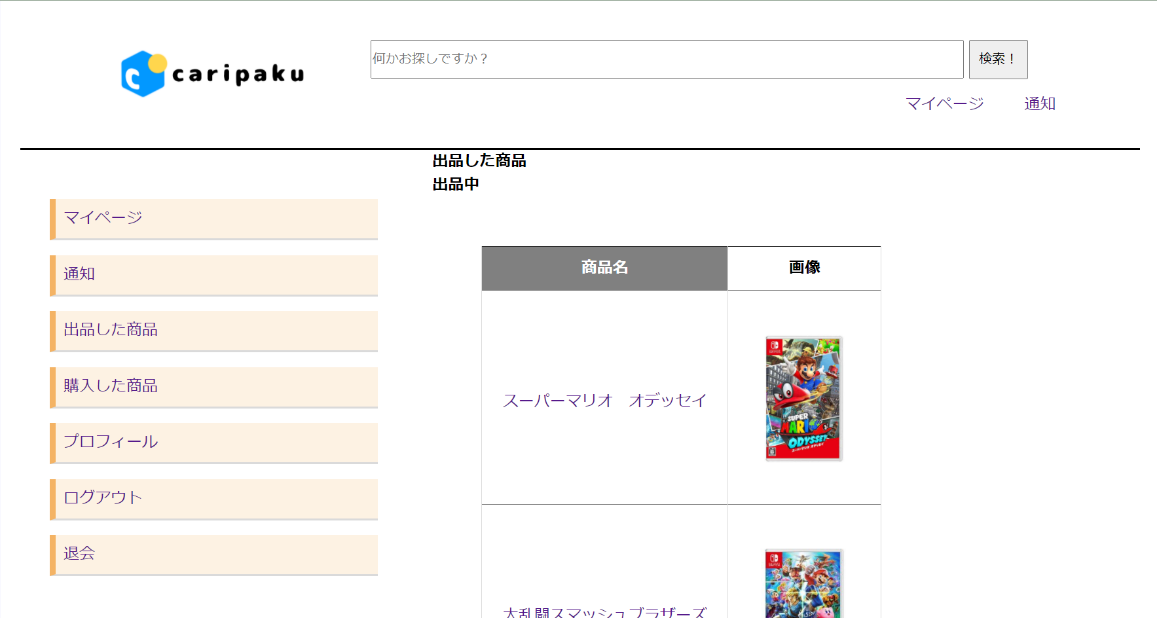 caripaku
何かお探しですか？
検索！
マイページ 通知
出品した商品
出品中
マイページ
通知
出品した商品
購入した商品
プロフィール
ログアウト
退会
商品名 画像
スーパーマリオ　オデッセイ
SUPER
MARIO
ODYSSEY
大乱闘スマッシュブラザーズ